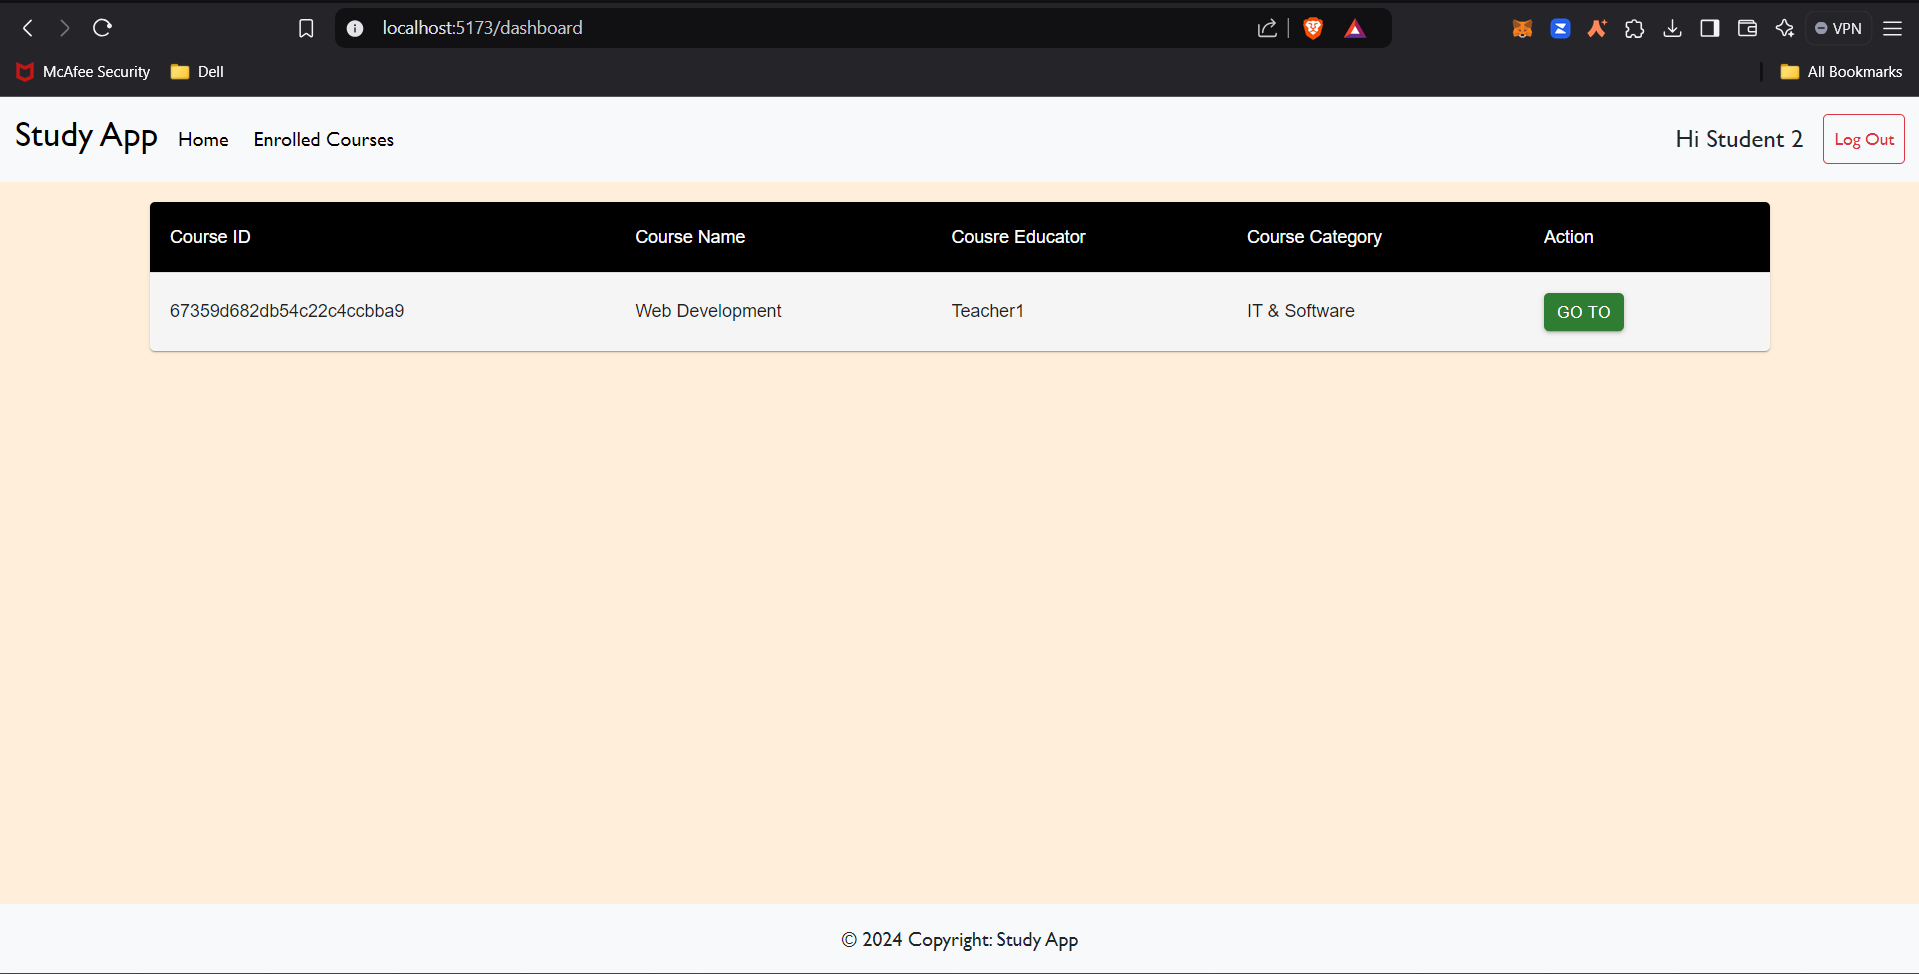 localhost:5173/dashboard
VPN
McAfee Security Dell All Bookmarks
Study App Home Enrolled Courses Hi Student 2 Log Out
Course ID Course Name Cousre Educator Course Category Action
67359d682db54c22c4ccbba9 Web Development Teacher1 IT & Software GO TO
© 2024 Copyright: Study App